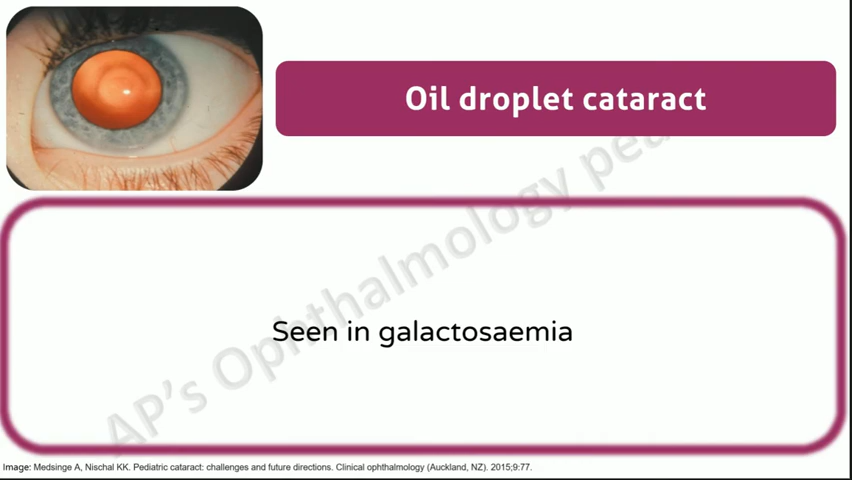 Oil droplet cataract
AP's Ophthalmology pea
Seen in galactosaemia
Image: Medsinge A, Nischal KK. Pediatric cataract: challenges and future directions. Clinical ophthalmology (Auckland, NZ). 2015;9:77.